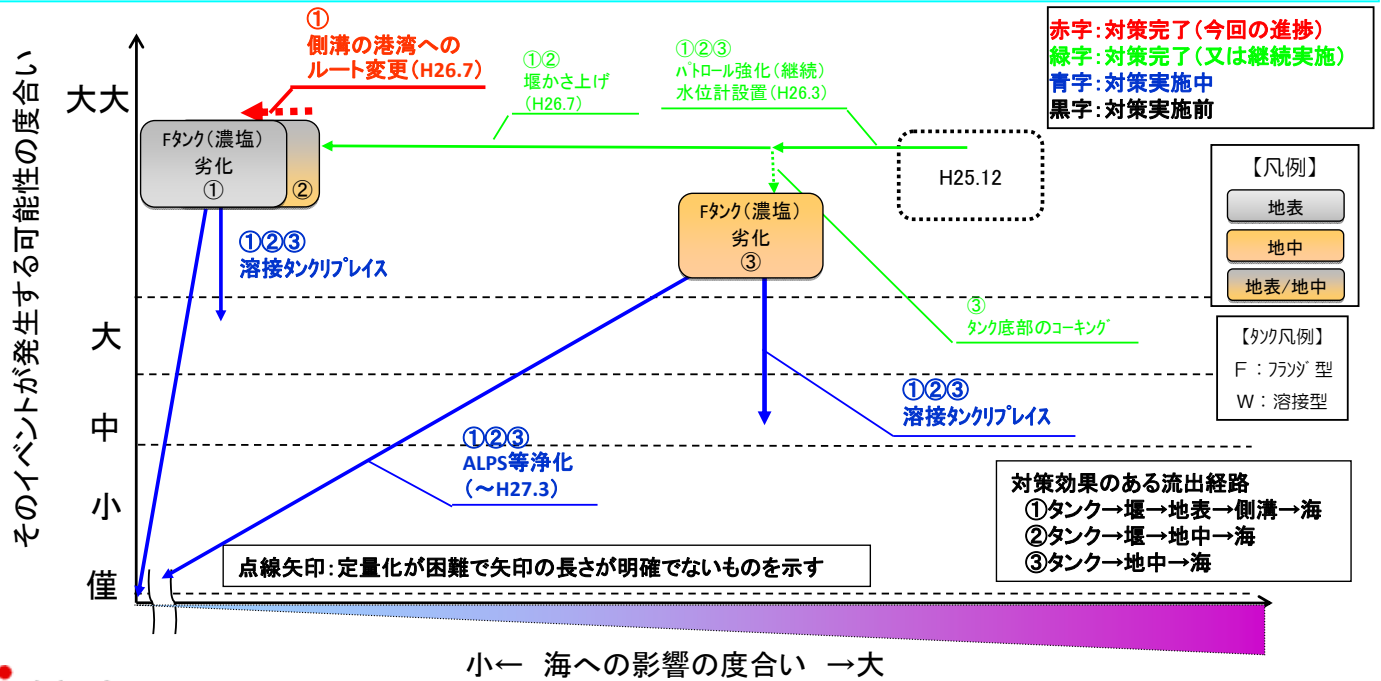 そのイベントが発生する可能性の度合い
大大
大
中
小
僅
①
側溝の港湾への
ルート変更(H26.7)
①②
堰かさ上げ
(H26.7)
①②③
パトロール強化(継続)
水位計設置(H26.3)
赤字:対策完了(今回の進捗)
緑字:対策完了(又は継続実施)
青字:対策実施中
黒字:対策実施前
Fタンク(濃塩)
劣化
①
②
H25.12
Fタンク(濃塩)
劣化
③
【凡例】
地表
地中
地表/地中
①②③
溶接タンクリプレイス
③
タンク底部のコーキング
【タンク凡例】
F:フランジ型
W:溶接型
①②③
溶接タンクリプレイス
①②③
ALPS等浄化
(~H27.3)
対策効果のある流出経路
①タンク→堰→地表→側溝→海
②タンク→堰→地中→海
③タンク→地中→海
点線矢印:定量化が困難で矢印の長さが明確でないものを示す
小← 海への影響の度合い →大